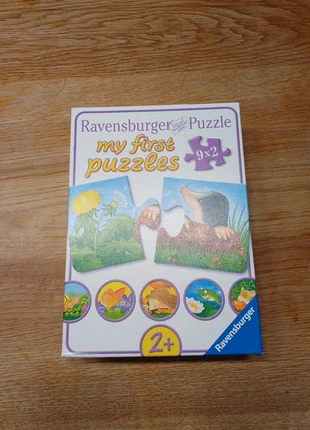 Ravensburger Puzzle
my first
puzzles
9x2
2+
Ravensburger